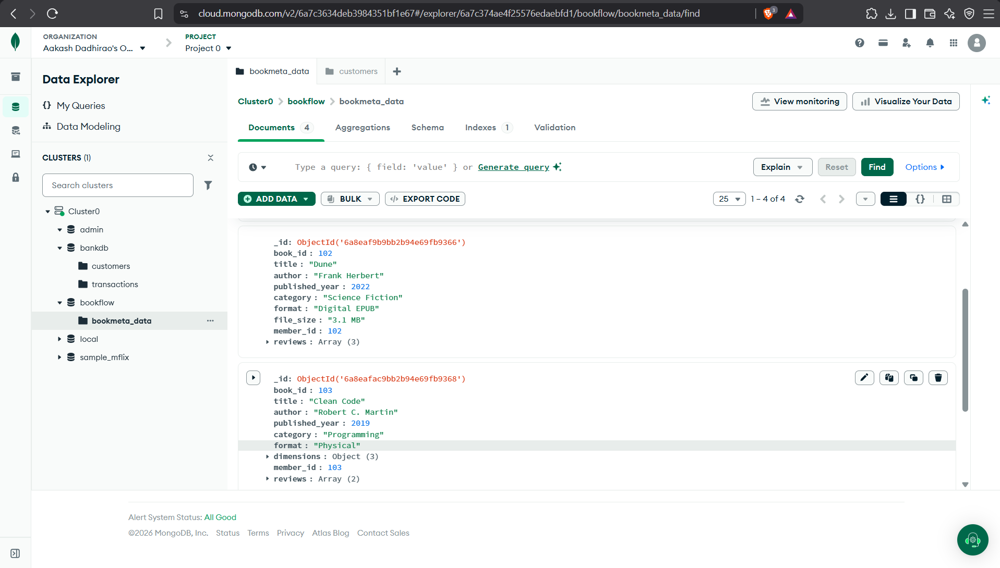 cloud.mongodb.com/v2/6a7c3634deb3984351bf1e67#/explorer/6a7c374ae4f25576edaebfd1/bookflow/bookmeta_data/find
3
ORGANIZATION
Aakash Dadhirao's O...
PROJECT
Project 0
Data Explorer
My Queries
Data Modeling
CLUSTERS (1)
Search clusters
Cluster0
admin
bankdb
customers
transactions
bookflow
bookmeta_data
local
sample_mflix
bookmeta_data
customers
Cluster0 > bookflow > bookmeta_data
View monitoring
Visualize Your Data
Documents 4
Aggregations
Schema
Indexes 1
Validation
Type a query: { field: 'value' } or Generate query
Explain
Reset
Find
Options
ADD DATA
BULK
EXPORT CODE
25
1 – 4 of 4
_id: ObjectId('6a8eaf9b9bb2b94e69fb9366')
book_id : 102
title : "Dune"
author : "Frank Herbert"
published_year : 2022
category : "Science Fiction"
format : "Digital EPUB"
file_size : "3.1 MB"
member_id : 102
reviews : Array (3)
_id: ObjectId('6a8eafac9bb2b94e69fb9368')
book_id : 103
title : "Clean Code"
author : "Robert C. Martin"
published_year : 2019
category : "Programming"
format : "Physical"
dimensions : Object (3)
member_id : 103
reviews : Array (2)
Alert System Status: All Good
©2026 MongoDB, Inc. Status Terms Privacy Atlas Blog Contact Sales